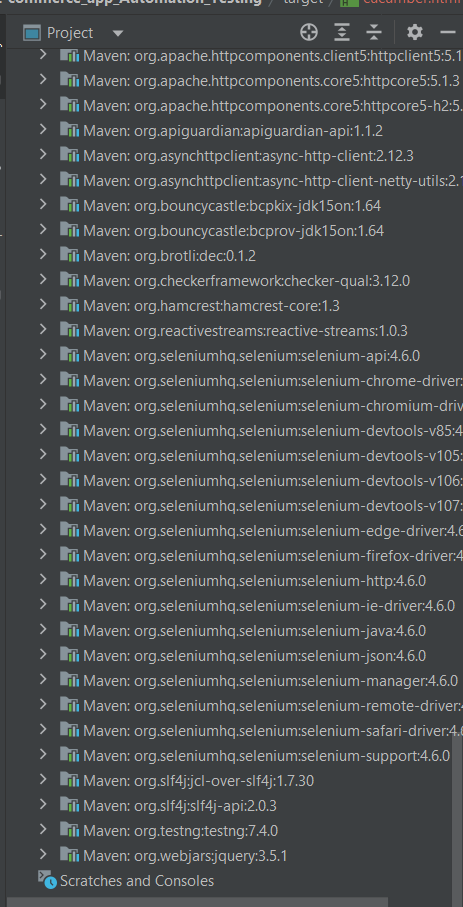 commerce_app_Automation_Testing / target / cucumber.html
Project
Maven: org.apache.httpcomponents.client5:httpclient5:5.1
Maven: org.apache.httpcomponents.core5:httpcore5:5.1.3
Maven: org.apache.httpcomponents.core5:httpcore5-h2:5.
Maven: org.apiguardian:apiguardian-api:1.1.2
Maven: org.asynchttpclient:async-http-client:2.12.3
Maven: org.asynchttpclient:async-http-client-netty-utils:2.1
Maven: org.bouncycastle:bcpkix-jdk15on:1.64
Maven: org.bouncycastle:bcprov-jdk15on:1.64
Maven: org.brotli:dec:0.1.2
Maven: org.checkerframework:checker-qual:3.12.0
Maven: org.hamcrest:hamcrest-core:1.3
Maven: org.reactivestreams:reactive-streams:1.0.3
Maven: org.seleniumhq.selenium:selenium-api:4.6.0
Maven: org.seleniumhq.selenium:selenium-chrome-driver:
Maven: org.seleniumhq.selenium:selenium-chromium-driv
Maven: org.seleniumhq.selenium:selenium-devtools-v85:4
Maven: org.seleniumhq.selenium:selenium-devtools-v105:
Maven: org.seleniumhq.selenium:selenium-devtools-v106:
Maven: org.seleniumhq.selenium:selenium-devtools-v107:
Maven: org.seleniumhq.selenium:selenium-edge-driver:4.6
Maven: org.seleniumhq.selenium:selenium-firefox-driver:4.
Maven: org.seleniumhq.selenium:selenium-http:4.6.0
Maven: org.seleniumhq.selenium:selenium-ie-driver:4.6.0
Maven: org.seleniumhq.selenium:selenium-java:4.6.0
Maven: org.seleniumhq.selenium:selenium-json:4.6.0
Maven: org.seleniumhq.selenium:selenium-manager:4.6.0
Maven: org.seleniumhq.selenium:selenium-remote-driver:4
Maven: org.seleniumhq.selenium:selenium-safari-driver:4.6
Maven: org.seleniumhq.selenium:selenium-support:4.6.0
Maven: org.slf4j:jcl-over-slf4j:1.7.30
Maven: org.slf4j:slf4j-api:2.0.3
Maven: org.testng:testng:7.4.0
Maven: org.webjars:jquery:3.5.1
Scratches and Consoles